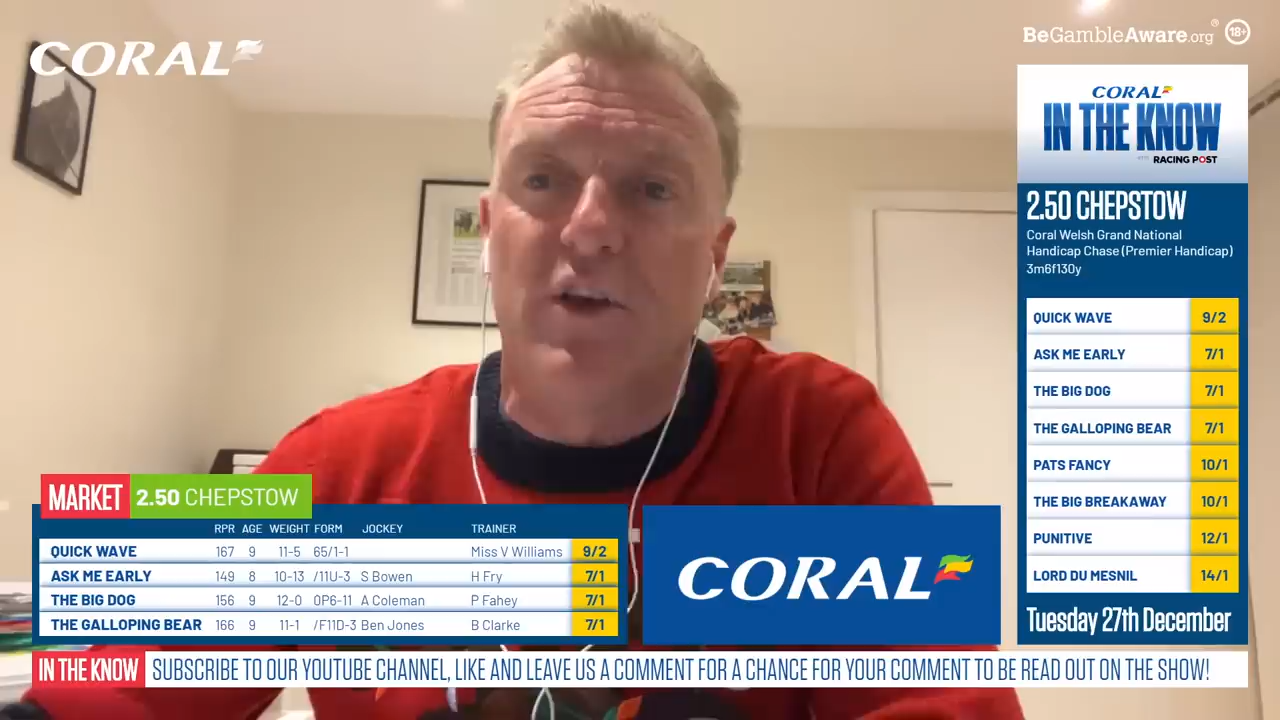 CORAL
BeGambleAware.org® 18+
CORAL
IN THE KNOW
WITH RACING POST
2.50 CHEPSTOW
Coral Welsh Grand National
Handicap Chase (Premier Handicap)
3m6f130y
QUICK WAVE 9/2
ASK ME EARLY 7/1
THE BIG DOG 7/1
THE GALLOPING BEAR 7/1
PATS FANCY 10/1
THE BIG BREAKAWAY 10/1
PUNITIVE 12/1
LORD DU MESNIL 14/1
Tuesday 27th December
MARKET 2.50 CHEPSTOW
RPR AGE WEIGHT FORM JOCKEY TRAINER
QUICK WAVE 167 9 11-5 65/1-1 Miss V Williams 9/2
ASK ME EARLY 149 8 10-13 /11U-3 S Bowen H Fry 7/1
THE BIG DOG 156 9 12-0 0P6-11 A Coleman P Fahey 7/1
THE GALLOPING BEAR 166 9 11-1 /F11D-3 Ben Jones B Clarke 7/1
CORAL
IN THE KNOW SUBSCRIBE TO OUR YOUTUBE CHANNEL, LIKE AND LEAVE US A COMMENT FOR A CHANCE FOR YOUR COMMENT TO BE READ OUT ON THE SHOW!